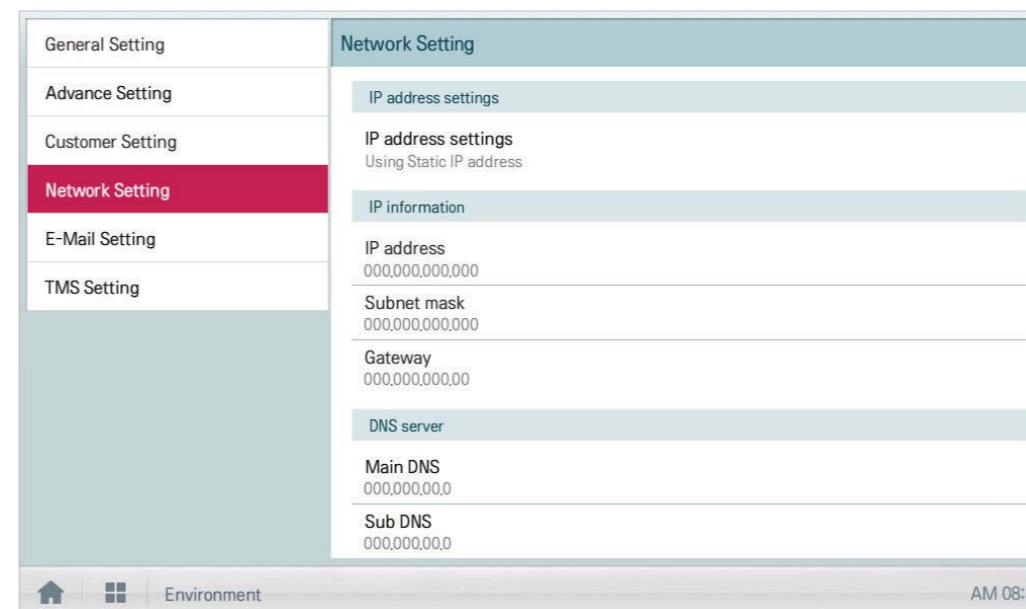 General Setting
Advance Setting
Customer Setting
Network Setting
E-Mail Setting
TMS Setting
Network Setting
IP address settings
IP address settings
Using Static IP address
IP information
IP address
000,000,000,000
Subnet mask
000,000,000,000
Gateway
000,000,000,00
DNS server
Main DNS
000,000,00,0
Sub DNS
000,000,00,0
Environment
AM 08: